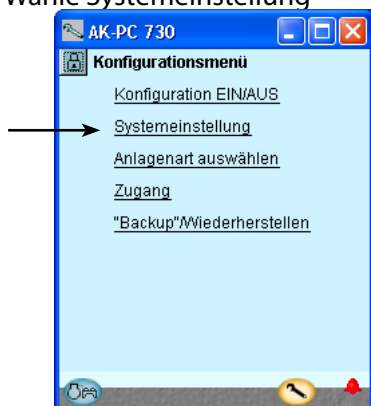 Wähle Systemeinstellung
AK-PC 730
Konfigurationsmenü
Konfiguration EIN/AUS
Systemeinstellung
Anlagenart auswählen
Zugang
"Backup"/Wiederherstellen